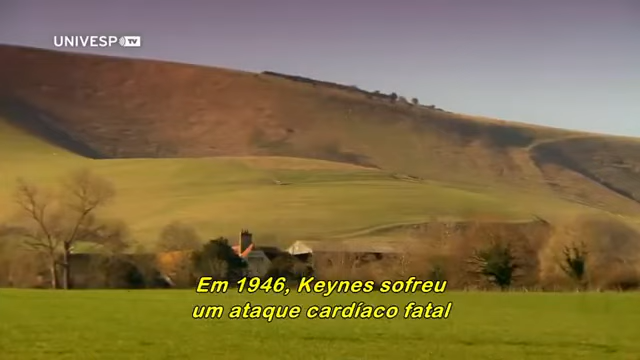 UNIVESP TV
Em 1946, Keynes sofreu
um ataque cardíaco fatal